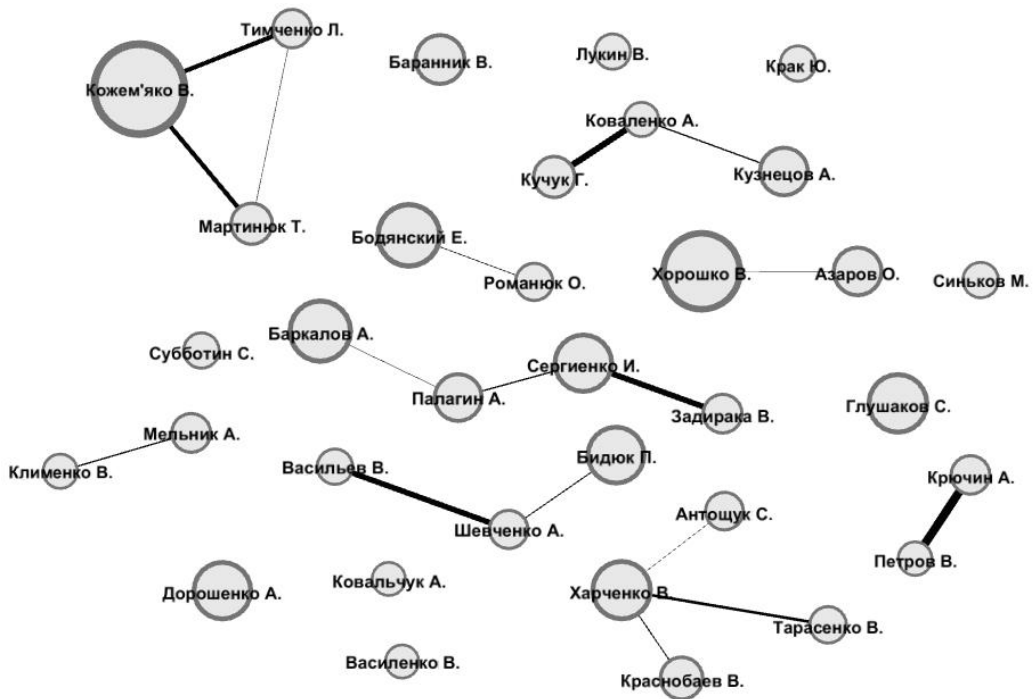 Тимченко Л.
Лукин В.
Баранник В.
Крак Ю.
Кожем'яко В.
Коваленко А.
Кучук Г.
Кузнецов А.
Мартинюк Т.
Бодянский Е.
Хорошко В.
Азаров О.
Романюк О.
Синьков М.
Баркалов А.
Субботин С.
Сергиенко И.
Палагин А.
Задирака В.
Глушаков С.
Мельник А.
Бидюк П.
Клименко В.
Васильев В.
Крючин А.
Антощук С.
Шевченко А.
Петров В.
Ковальчук А.
Дорошенко А.
Харченко В.
Тарасенко В.
Василенко В.
Краснобаев В.